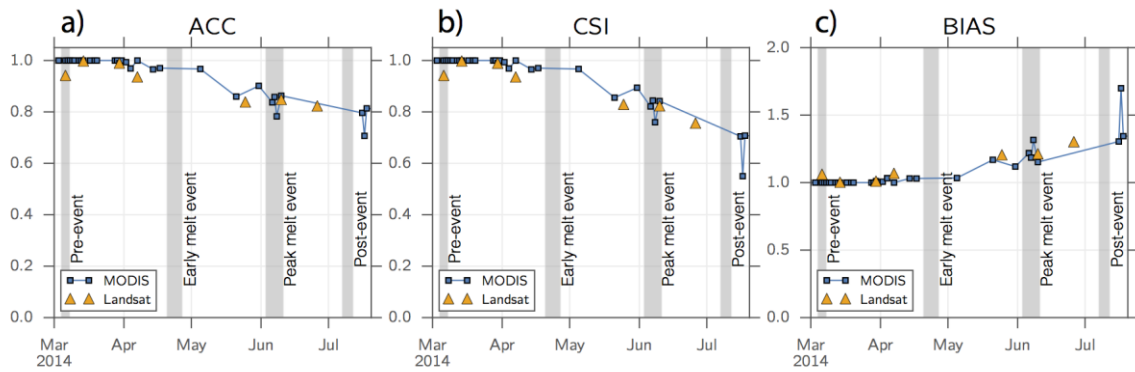 a) ACC
1.0
0.8
0.6
0.4
0.2
0.0
Pre-event
Early melt event
Peak melt event
Post-event
MODIS
Landsat
Mar Apr May Jun Jul
2014
b) CSI
1.0
0.8
0.6
0.4
0.2
0.0
Pre-event
Early melt event
Peak melt event
Post-event
MODIS
Landsat
Mar Apr May Jun Jul
2014
c) BIAS
2.0
1.5
1.0
0.5
0.0
Pre-event
Early melt event
Peak melt event
Post-event
MODIS
Landsat
Mar Apr May Jun Jul
2014